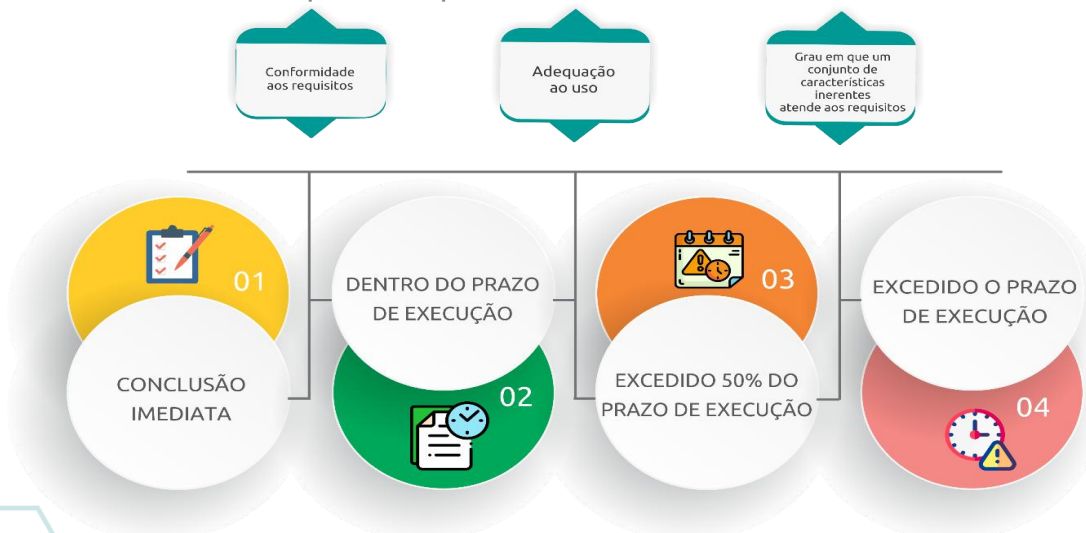 Conformidade
aos requisitos
Adequação
ao uso
Grau em que um
conjunto de
características
inerentes
atende aos requisitos
01
CONCLUSÃO
IMEDIATA
DENTRO DO PRAZO
DE EXECUÇÃO
02
03
EXCEDIDO 50% DO
PRAZO DE EXECUÇÃO
EXCEDIDO O PRAZO
DE EXECUÇÃO
04